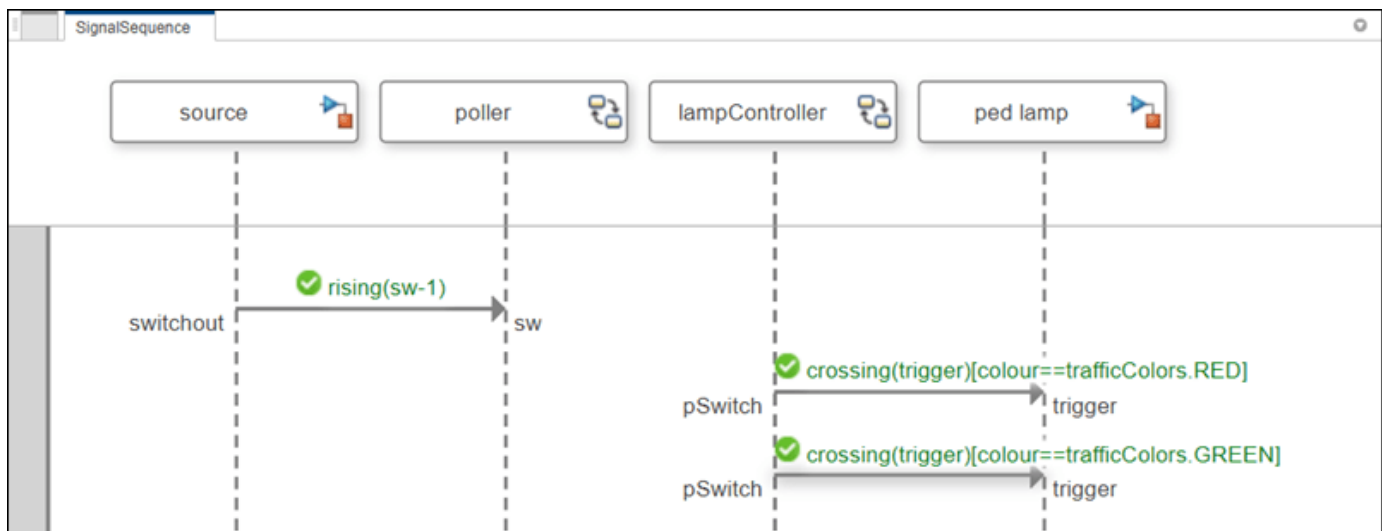 SignalSequence
source
poller
lampController
ped lamp
rising(sw-1)
switchout
sw
crossing(trigger)[colour==trafficColors.RED]
pSwitch
trigger
crossing(trigger)[colour==trafficColors.GREEN]
pSwitch
trigger